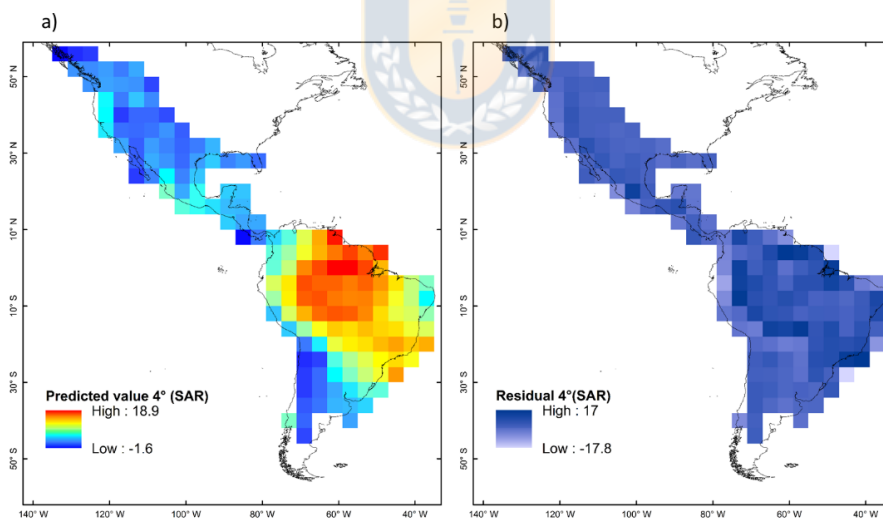 a)
b)
50° N
30° N
10° N
10° S
30° S
50° S
Predicted value 4° (SAR)
High : 18.9
Low : -1.6
140° W 120° W 100° W 80° W 60° W 40° W
50° N
30° N
10° N
10° S
30° S
50° S
Residual 4°(SAR)
High : 17
Low : -17.8
140° W 120° W 100° W 80° W 60° W 40° W